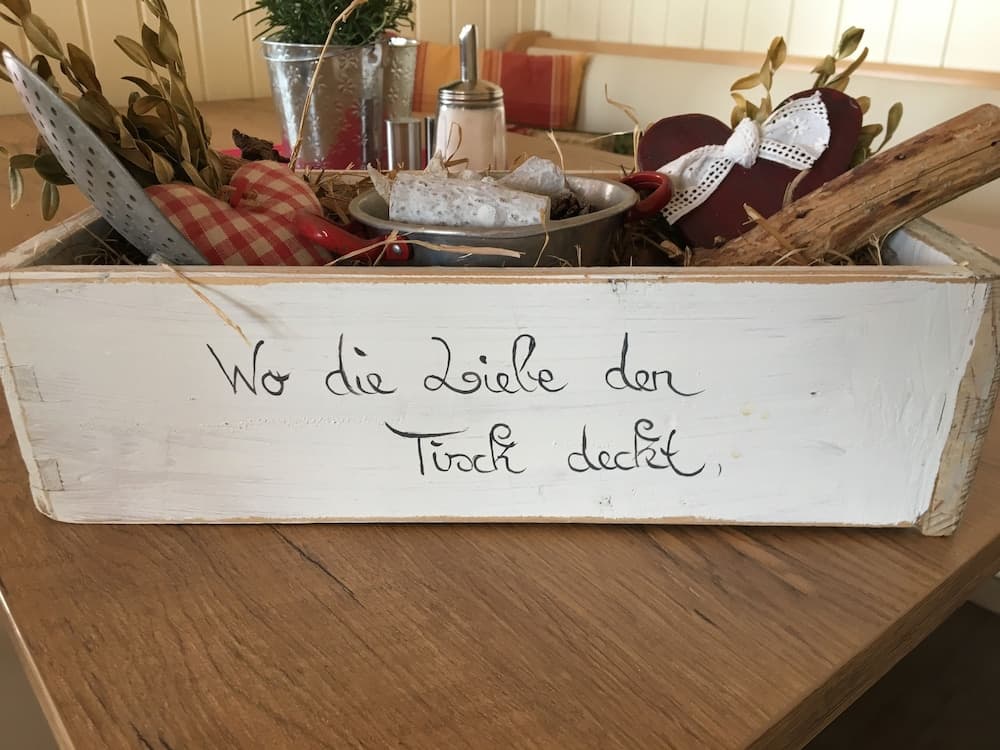 Wo die Liebe den
Tisch deckt,